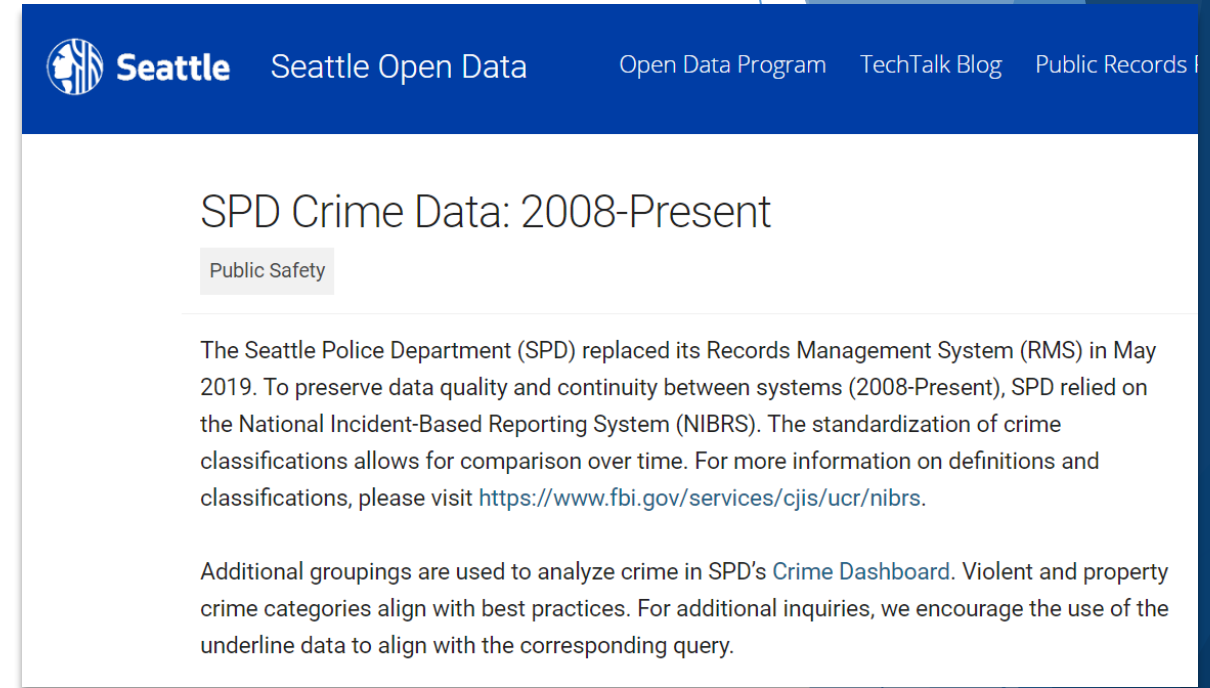 Seattle Seattle Open Data Open Data Program TechTalk Blog Public Records
SPD Crime Data: 2008-Present
Public Safety
The Seattle Police Department (SPD) replaced its Records Management System (RMS) in May
2019. To preserve data quality and continuity between systems (2008-Present), SPD relied on
the National Incident-Based Reporting System (NIBRS). The standardization of crime
classifications allows for comparison over time. For more information on definitions and
classifications, please visit https://www.fbi.gov/services/cjis/ucr/nibrs.
Additional groupings are used to analyze crime in SPD's Crime Dashboard. Violent and property
crime categories align with best practices. For additional inquiries, we encourage the use of the
underline data to align with the corresponding query.